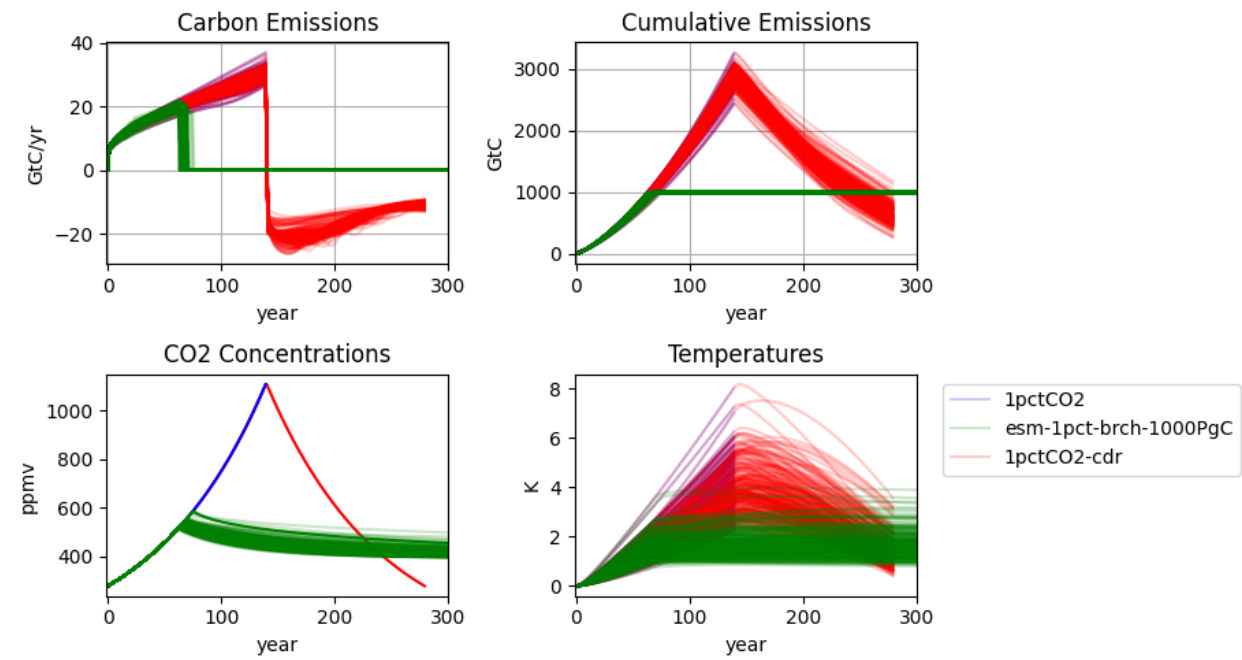 Carbon Emissions
40
20
0
−20
GtC/yr
0 100 200 300
year
Cumulative Emissions
3000
2000
1000
0
GtC
0 100 200 300
year
CO2 Concentrations
1000
800
600
400
ppmv
0 100 200 300
year
Temperatures
8
6
4
2
0
K
0 100 200 300
year
1pctCO2
esm-1pct-brch-1000PgC
1pctCO2-cdr